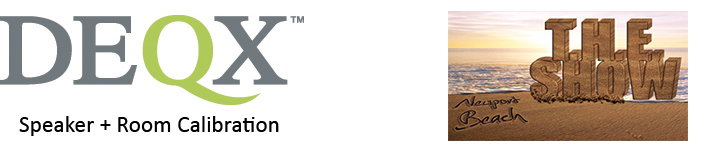 DEQX™
Speaker + Room Calibration
T.H.E.
SHOW
Newport
Beach